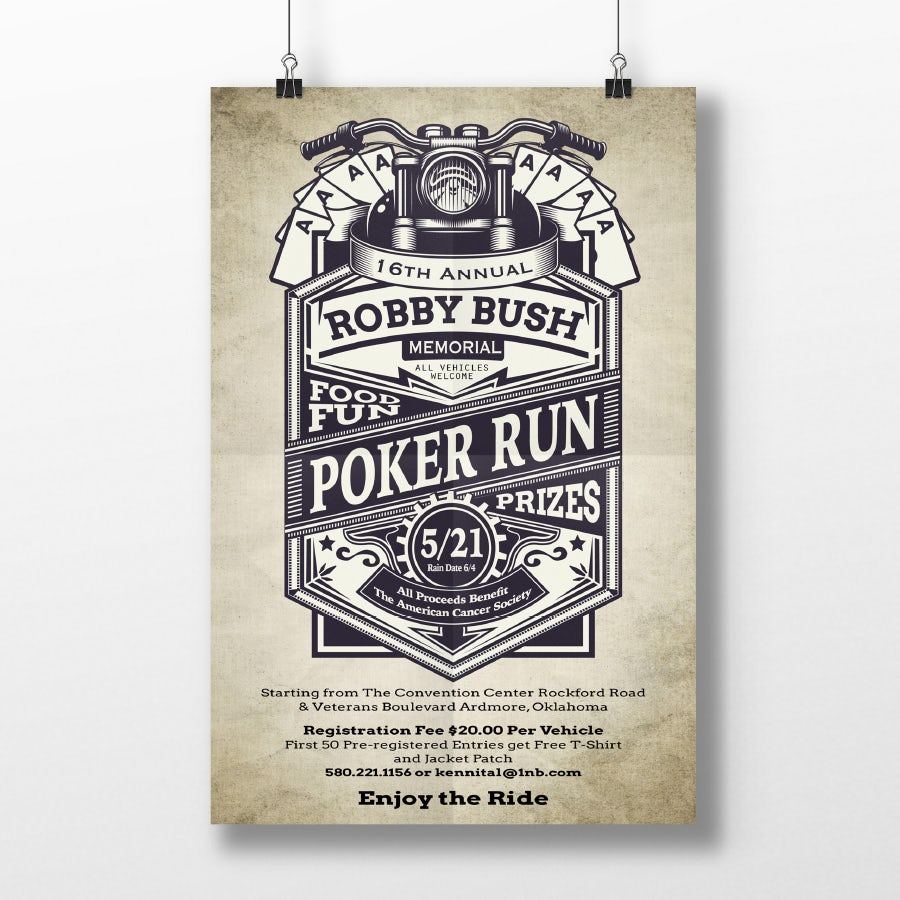 A A A A A A A A
16TH ANNUAL
ROBBY BUSH
MEMORIAL
ALL VEHICLES
WELCOME
FOOD
FUN
POKER RUN
PRIZES
5/21
Rain Date 6/4
All Proceeds Benefit
The American Cancer Society
Starting from The Convention Center Rockford Road
& Veterans Boulevard Ardmore, Oklahoma
Registration Fee $20.00 Per Vehicle
First 50 Pre-registered Entries get Free T-Shirt
and Jacket Patch
580.221.1156 or kennital@1nb.com
Enjoy the Ride